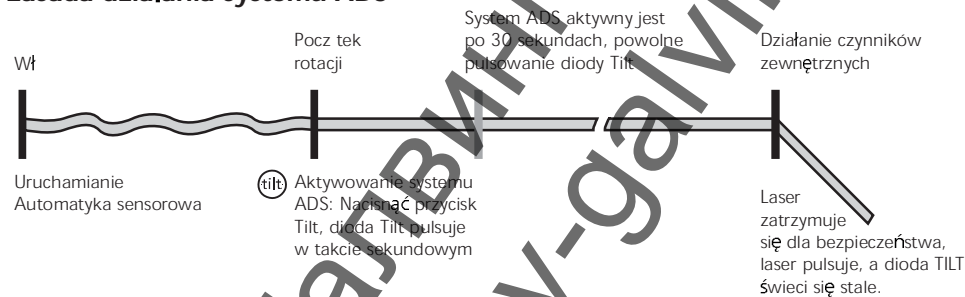 Zasada działania systemu ADS
Wł
Pocz tek
rotacji
System ADS aktywny jest
po 30 sekundach, powolne
pulsowanie diody Tilt
Działanie czynników
zewnętrznych
Uruchamianie
Automatyka sensorowa
tilt
Aktywowanie systemu
ADS: Nacisnąć przycisk
Tilt, dioda Tilt pulsuje
w takcie sekundowym
Laser
zatrzymuje
się dla bezpieczeństwa,
laser pulsuje, a dioda TILT
świeci się stale.